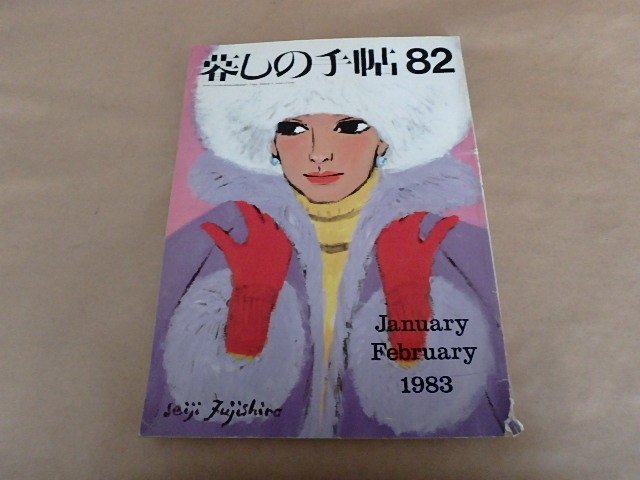 暮しの手帖 82
January
February
1983
Seiji Fujishiro